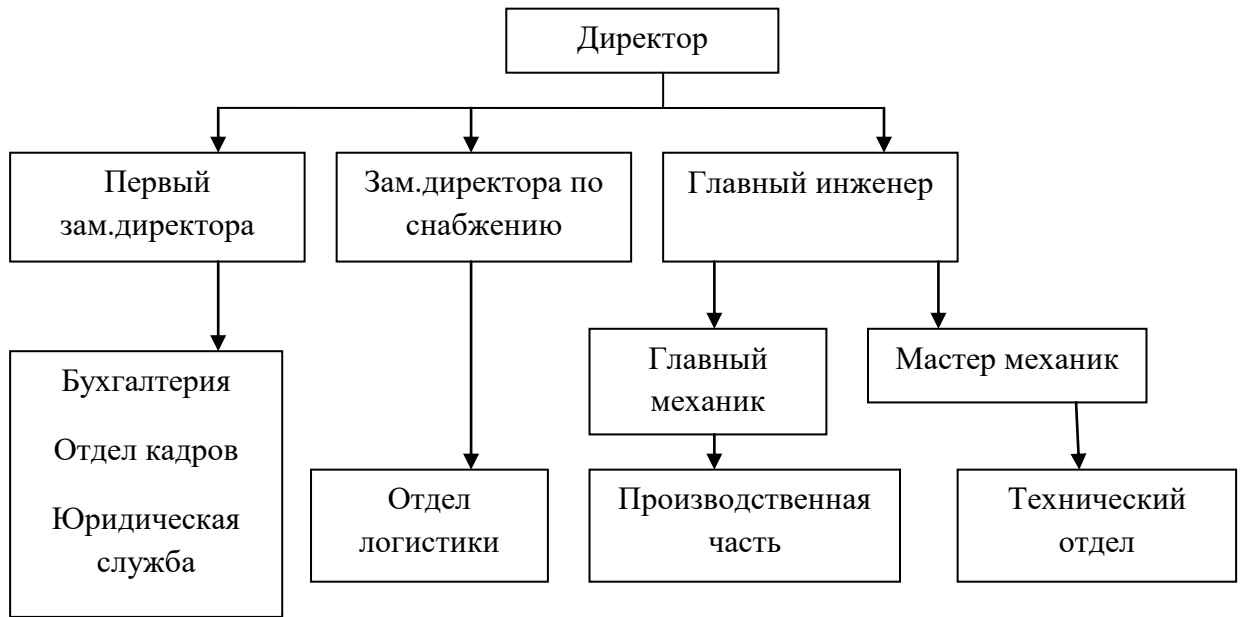 Директор
Первый
зам.директора
Зам.директора по
снабжению
Главный инженер
Главный
механик
Мастер механик
Бухгалтерия
Отдел кадров
Юридическая
служба
Отдел
логистики
Производственная
часть
Технический
отдел